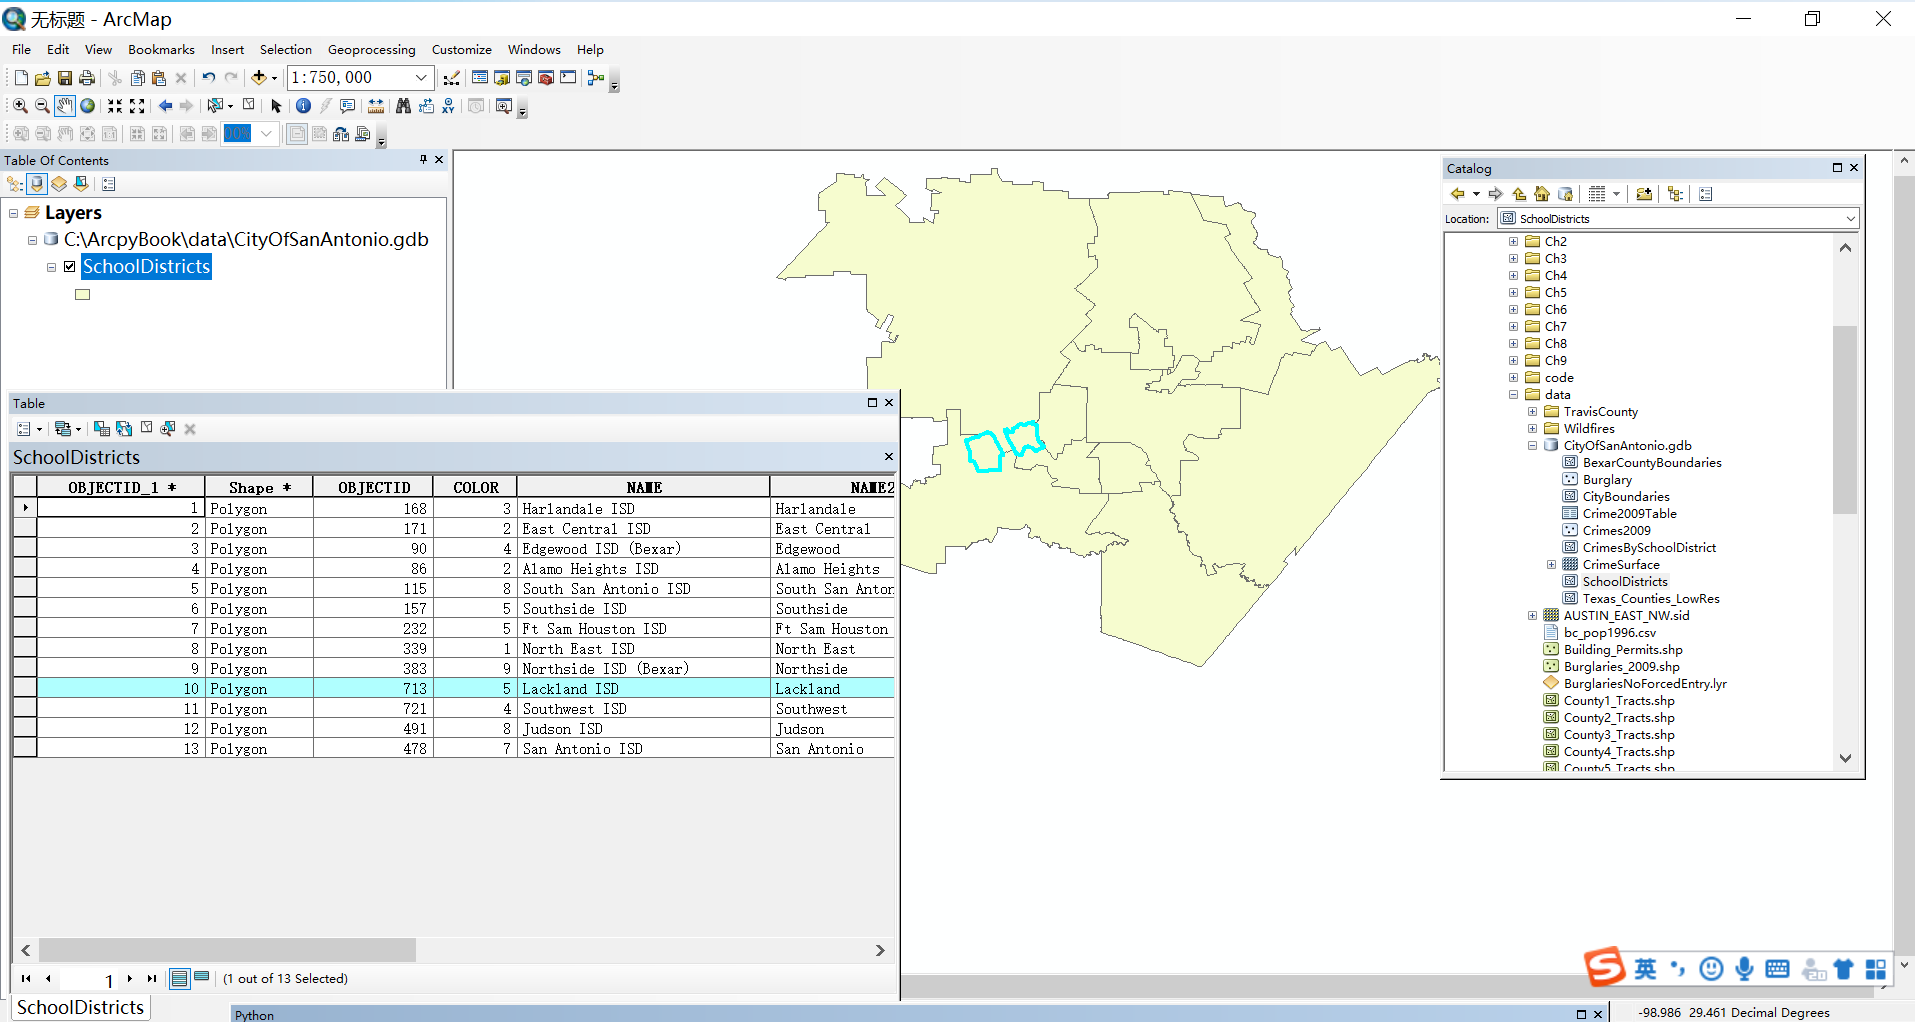 无标题 - ArcMap
File Edit View Bookmarks Insert Selection Geoprocessing Customize Windows Help
1:750,000
100%
Table Of Contents
Layers
C:\ArcpyBook\data\CityOfSanAntonio.gdb
SchoolDistricts
Table
SchoolDistricts
OBJECTID_1 * Shape * OBJECTID COLOR NAME NAME2
1 Polygon 168 3 Harlandale ISD Harlandale
2 Polygon 171 2 East Central ISD East Central
3 Polygon 90 4 Edgewood ISD (Bexar) Edgewood
4 Polygon 86 2 Alamo Heights ISD Alamo Heights
5 Polygon 115 8 South San Antonio ISD South San Anton
6 Polygon 157 5 Southside ISD Southside
7 Polygon 232 5 Ft Sam Houston ISD Ft Sam Houston
8 Polygon 339 1 North East ISD North East
9 Polygon 383 9 Northside ISD (Bexar) Northside
10 Polygon 713 5 Lackland ISD Lackland
11 Polygon 721 4 Southwest ISD Southwest
12 Polygon 491 8 Judson ISD Judson
13 Polygon 478 7 San Antonio ISD San Antonio
1 (1 out of 13 Selected)
SchoolDistricts
Python
Catalog
Location: SchoolDistricts
Ch2
Ch3
Ch4
Ch5
Ch6
Ch7
Ch8
Ch9
code
data
TravisCounty
Wildfires
CityOfSanAntonio.gdb
BexarCountyBoundaries
Burglary
CityBoundaries
Crime2009Table
Crimes2009
CrimesBySchoolDistrict
CrimeSurface
SchoolDistricts
Texas_Counties_LowRes
AUSTIN_EAST_NW.sid
bc_pop1996.csv
Building_Permits.shp
Burglaries_2009.shp
BurglariesNoForcedEntry.lyr
County1_Tracts.shp
County2_Tracts.shp
County3_Tracts.shp
County4_Tracts.shp
County5_Tracts.shp
英
-98.986 29.461 Decimal Degrees